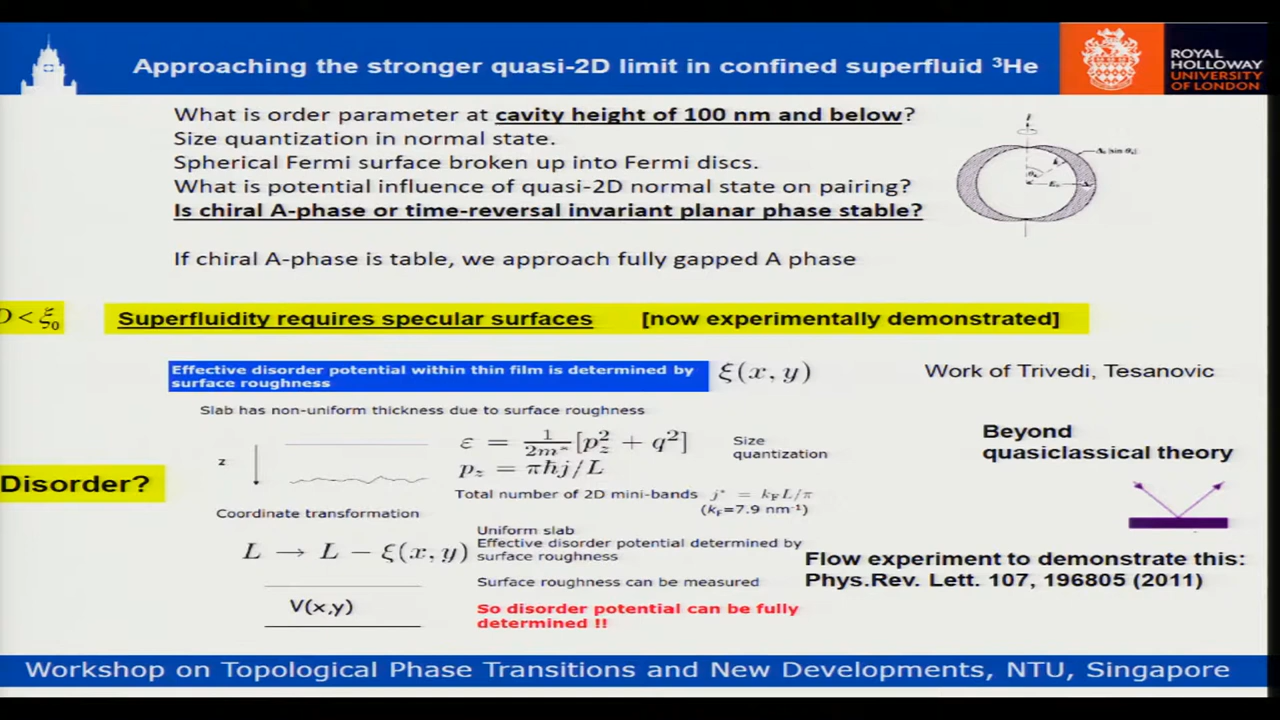 Approaching the stronger quasi-2D limit in confined superfluid ³He
ROYAL
HOLLOWAY
UNIVERSITY
OF LONDON
What is order parameter at cavity height of 100 nm and below?
Size quantization in normal state.
Spherical Fermi surface broken up into Fermi discs.
What is potential influence of quasi-2D normal state on pairing?
Is chiral A-phase or time-reversal invariant planar phase stable?
If chiral A-phase is table, we approach fully gapped A phase
D < ξ₀
Superfluidity requires specular surfaces [now experimentally demonstrated]
Effective disorder potential within thin film is determined by
surface roughness
ξ(x, y)
Work of Trivedi, Tesanovic
Slab has non-uniform thickness due to surface roughness
z
ε = 1/2m* [p_z² + q²]
p_z = πħj/L
Size
quantization
Beyond
quasiclassical theory
Disorder?
Total number of 2D mini-bands j* = k_F L/π
(k_F=7.9 nm⁻¹)
Coordinate transformation
L → L − ξ(x, y)
Uniform slab
Effective disorder potential determined by
surface roughness
Surface roughness can be measured
V(x,y)
So disorder potential can be fully
determined !!
Flow experiment to demonstrate this:
Phys.Rev. Lett. 107, 196805 (2011)
Workshop on Topological Phase Transitions and New Developments, NTU, Singapore